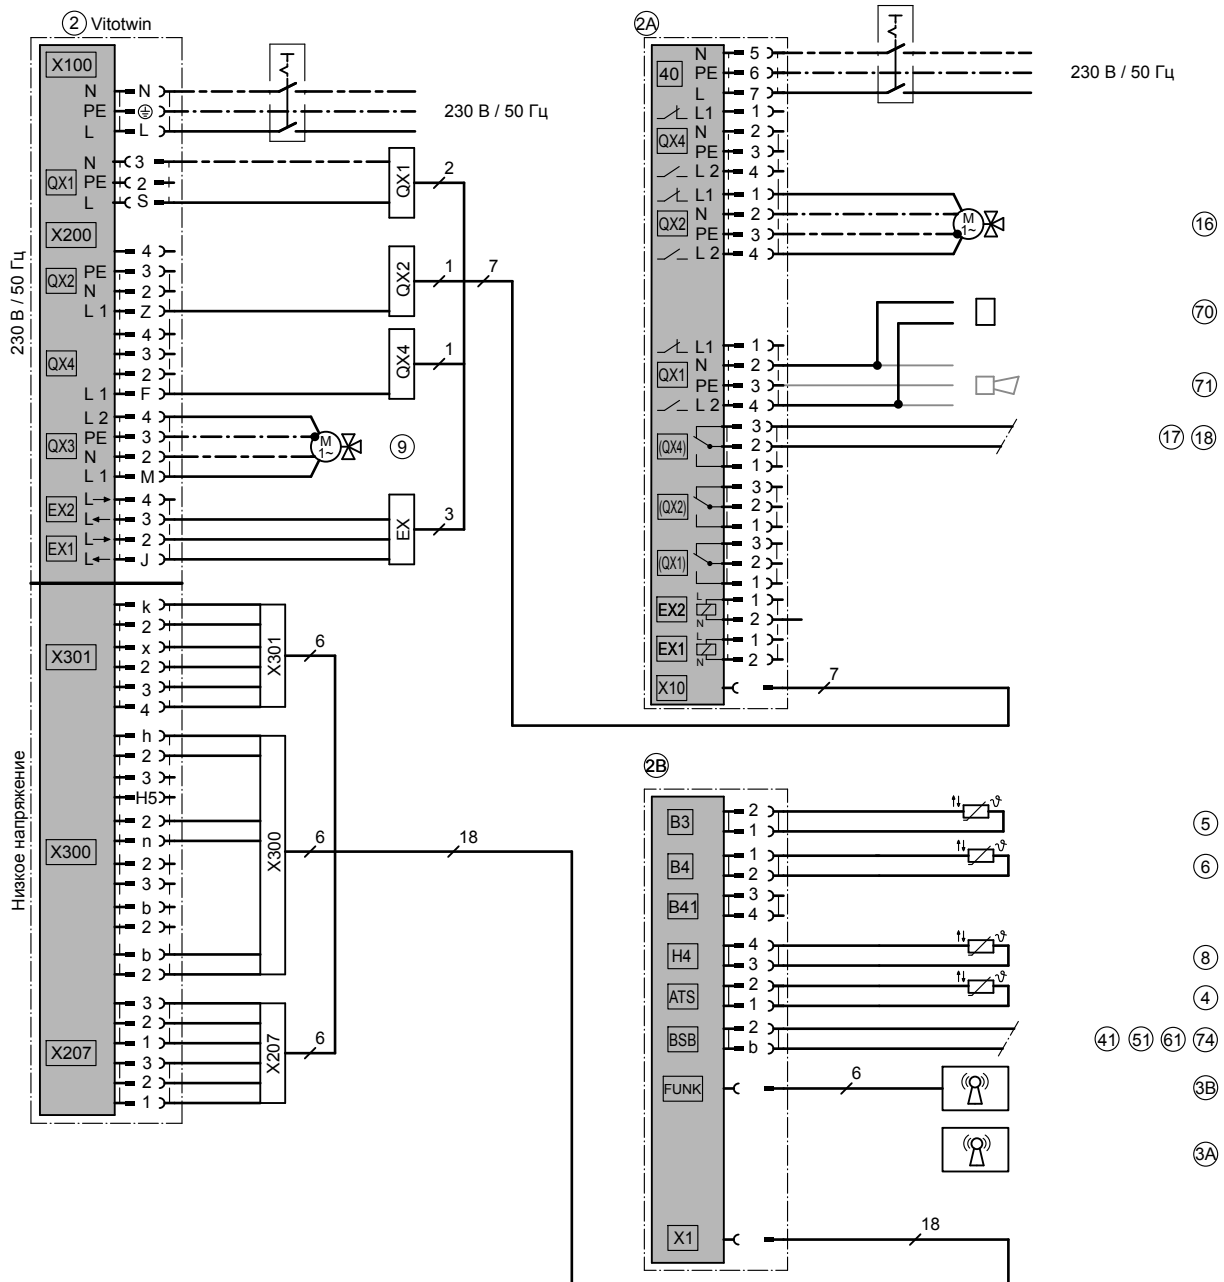 2 Vitotwin
X100
N N
PE
L L
230 В / 50 Гц
N 3
QX1 PE 2
L S
QX1 2
X200
4
PE 3
QX2 N 2
L 1 Z
QX2 1 7
4
3
QX4 2
L 1 F
QX4 1
L 2 4
PE 3
QX3 N 2
L 1 M
M
1~
9
EX2 L 4
L 3
EX1 L 2
L J
EX 3
230 В / 50 Гц
k
2
X301 x
2
3
4
X301 6
h
2
3
H5
2
X300 n
2
3
b
2
b
2
X300 6 18
3
2
X207 1
3
2
1
X207 6
Низкое напряжение
2A
N 5
40 PE 6
L 7
230 В / 50 Гц
L1 1
QX4 N 2
PE 3
L 2 4
L1 1
QX2 N 2
PE 3
L 2 4
M
1~
16
70
L1 1
QX1 N 2
PE 3
L 2 4
71
3
(QX4) 2
1
17 18
3
(QX2) 2
1
3
(QX1) 2
1
EX2 L 1
N 2
EX1 L 1
N 2
X10 7
2B
B3 2
1
ϑ
5
B4 1
2
ϑ
6
B41 3
4
H4 4
3
ϑ
8
ATS 2
1
ϑ
4
BSB 2
b
41 51 61 74
FUNK 6 3B
3A
X1 18